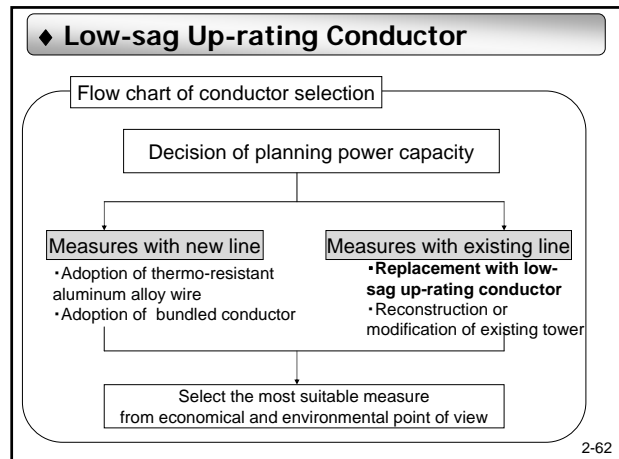 ♦ Low-sag Up-rating Conductor
Flow chart of conductor selection
Decision of planning power capacity
Measures with new line
・Adoption of thermo-resistant
aluminum alloy wire
・Adoption of bundled conductor
Measures with existing line
・Replacement with low-
sag up-rating conductor
・Reconstruction or
modification of existing tower
Select the most suitable measure
from economical and environmental point of view
2-62